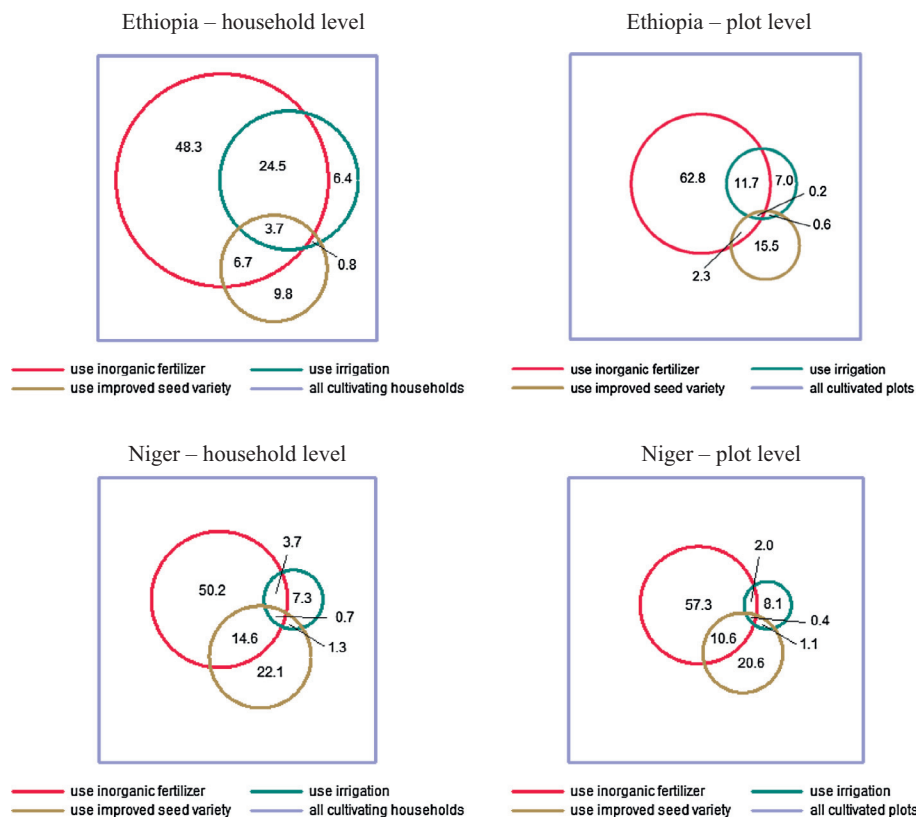 Ethiopia – household level
48.3
24.5
6.4
3.7
6.7
0.8
9.8
use inorganic fertilizer
use irrigation
use improved seed variety
all cultivating households
Ethiopia – plot level
62.8
11.7
7.0
0.2
0.6
15.5
2.3
use inorganic fertilizer
use irrigation
use improved seed variety
all cultivated plots
Niger – household level
3.7
50.2
7.3
0.7
14.6
1.3
22.1
use inorganic fertilizer
use irrigation
use improved seed variety
all cultivating households
Niger – plot level
2.0
57.3
8.1
0.4
10.6
1.1
20.6
use inorganic fertilizer
use irrigation
use improved seed variety
all cultivated plots